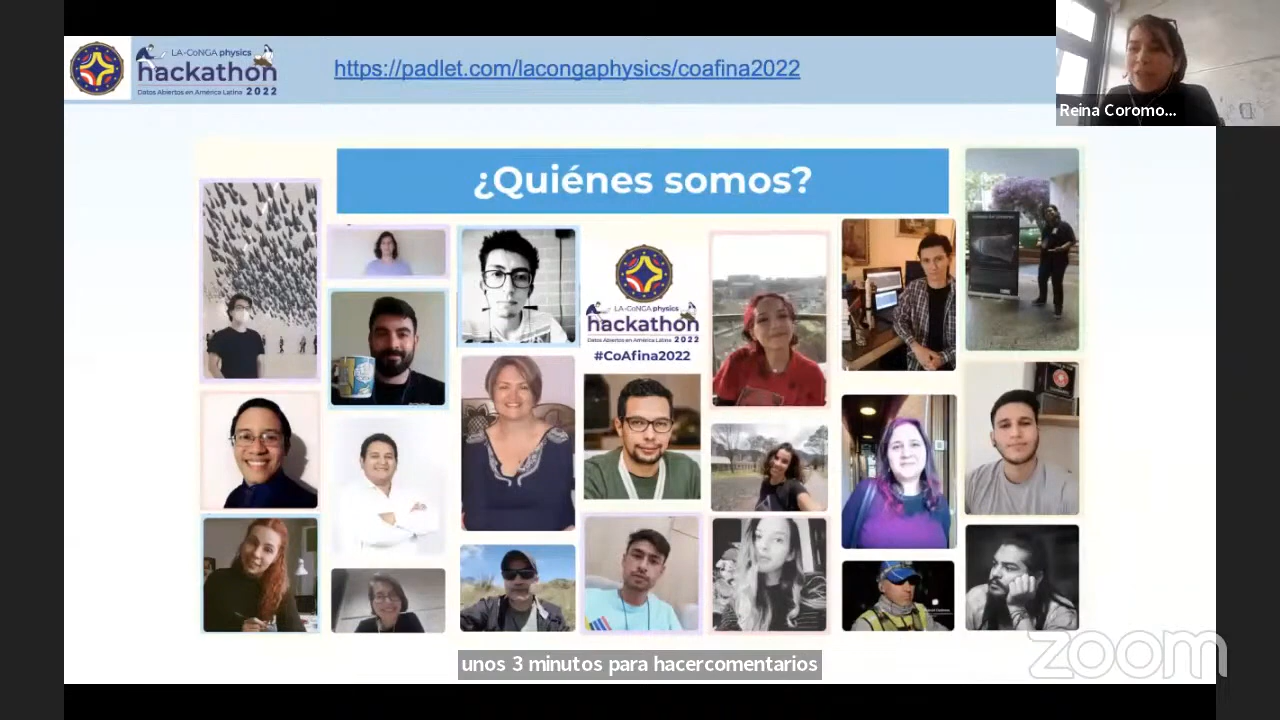 LA-CoNGA physics
hackathon
Datos Abiertos en América Latina 2022
https://padlet.com/lacongaphysics/coafina2022
Reina Coromo...
¿Quiénes somos?
LA-CoNGA physics
hackathon
Datos Abiertos en América Latina 2022
#CoAfina2022
unos 3 minutos para hacercomentarios
zoom